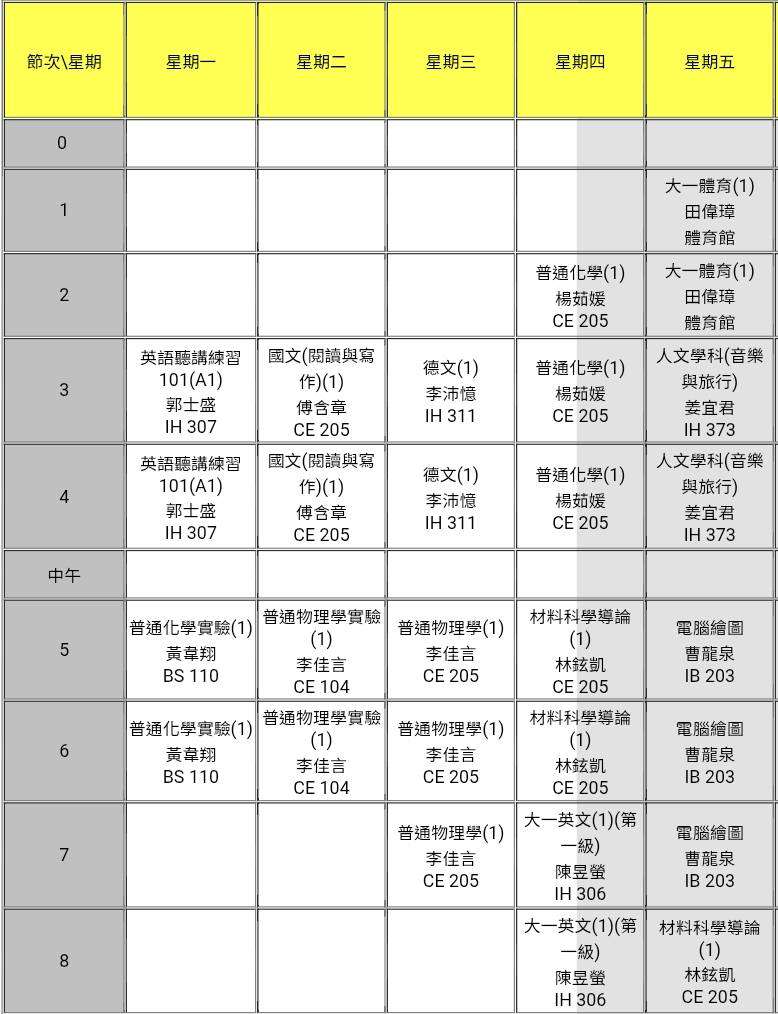 節次\星期 星期一 星期二 星期三 星期四 星期五
0
1
大一體育(1)
田偉璋
體育館
2
普通化學(1)
楊茹媛
CE 205
大一體育(1)
田偉璋
體育館
3
英語聽講練習
101(A1)
郭士盛
IH 307
國文(閱讀與寫
作)(1)
傅含章
CE 205
德文(1)
李沛憶
IH 311
普通化學(1)
楊茹媛
CE 205
人文學科(音樂
與旅行)
姜宜君
IH 373
4
英語聽講練習
101(A1)
郭士盛
IH 307
國文(閱讀與寫
作)(1)
傅含章
CE 205
德文(1)
李沛憶
IH 311
普通化學(1)
楊茹媛
CE 205
人文學科(音樂
與旅行)
姜宜君
IH 373
中午
5
普通化學實驗(1)
黃韋翔
BS 110
普通物理學實驗
(1)
李佳言
CE 104
普通物理學(1)
李佳言
CE 205
材料科學導論
(1)
林鉉凱
CE 205
電腦繪圖
曹龍泉
IB 203
6
普通化學實驗(1)
黃韋翔
BS 110
普通物理學實驗
(1)
李佳言
CE 104
普通物理學(1)
李佳言
CE 205
材料科學導論
(1)
林鉉凱
CE 205
電腦繪圖
曹龍泉
IB 203
7
普通物理學(1)
李佳言
CE 205
大一英文(1)(第
一級)
陳昱螢
IH 306
電腦繪圖
曹龍泉
IB 203
8
大一英文(1)(第
一級)
陳昱螢
IH 306
材料科學導論
(1)
林鉉凱
CE 205